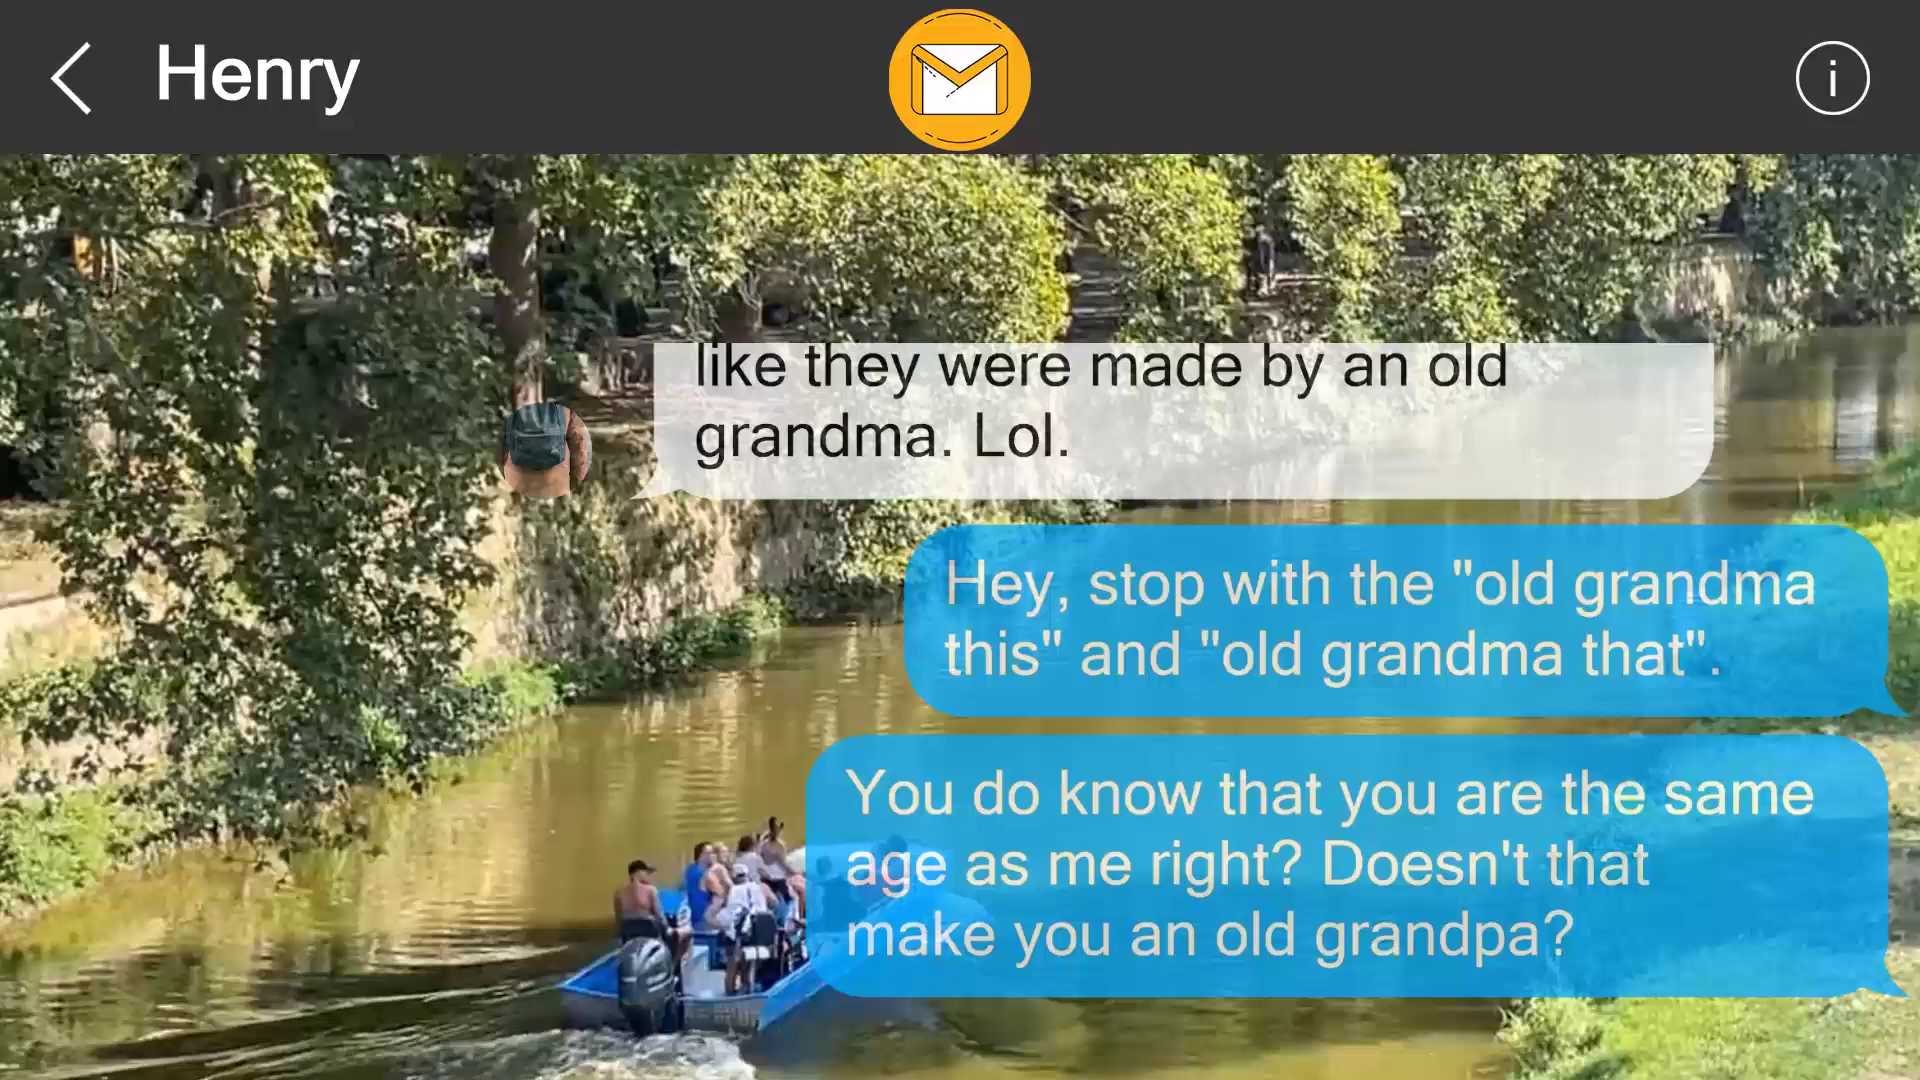 Henry
like they were made by an old
grandma. Lol.
Hey, stop with the "old grandma
this" and "old grandma that".
You do know that you are the same
age as me right? Doesn't that
make you an old grandpa?